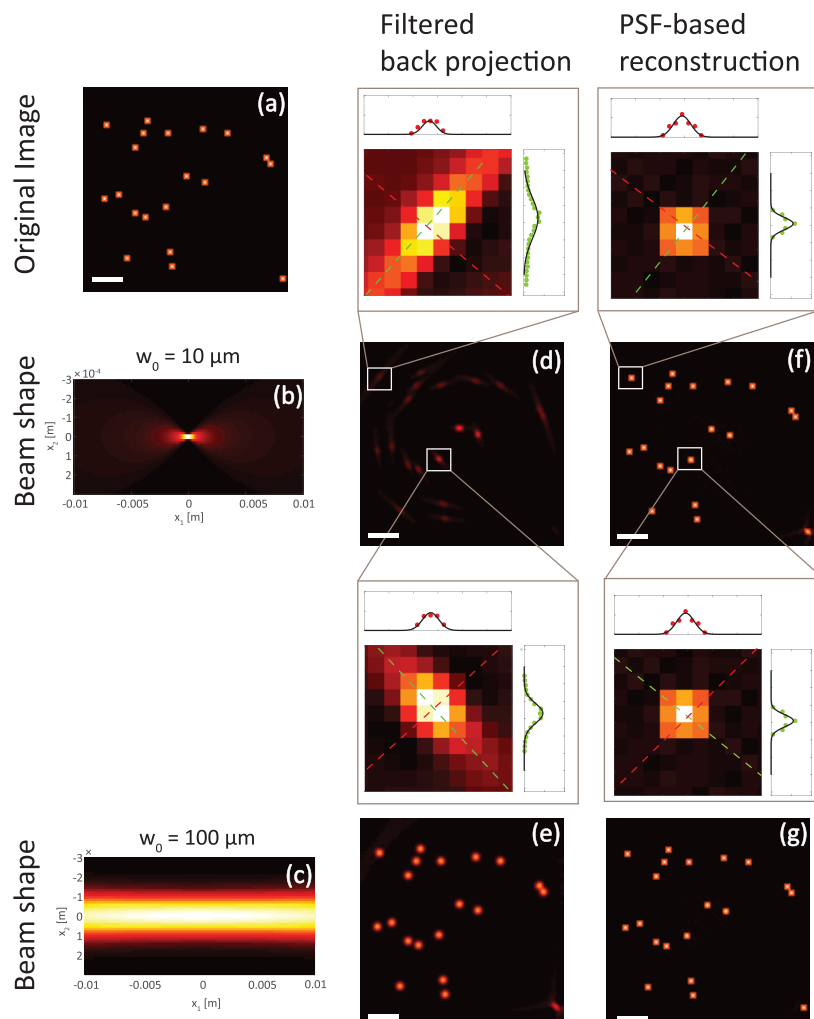 Filtered
back projection
PSF-based
reconstruction
Original Image
(a)
Beam shape
w0 = 10 μm
× 10-4
-3
-2
-1
0
1
2
x2 [m]
(b)
-0.01
-0.005
0
0.005
0.01
x1 [m]
(d)
(f)
Beam shape
w0 = 100 μm
-3 ×
-2
-1
0
1
2
x2 [m]
(c)
-0.01
-0.005
0
0.005
0.01
x1 [m]
(e)
(g)